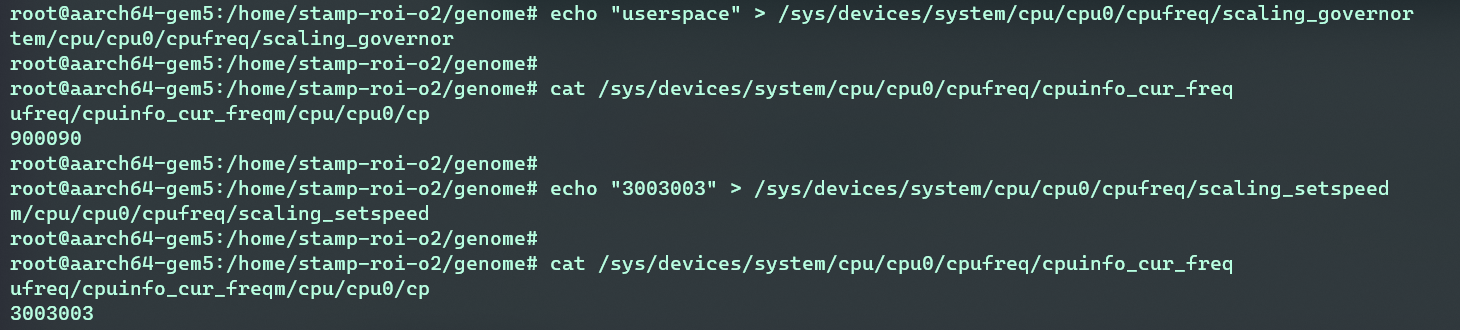 root@aarch64-gem5:/home/stamp-roi-o2/genome# echo "userspace" > /sys/devices/system/cpu/cpu0/cpufreq/scaling_governor
tem/cpu/cpu0/cpufreq/scaling_governor
root@aarch64-gem5:/home/stamp-roi-o2/genome#
root@aarch64-gem5:/home/stamp-roi-o2/genome# cat /sys/devices/system/cpu/cpu0/cpufreq/cpuinfo_cur_freq
ufreq/cpuinfo_cur_freqm/cpu/cpu0/cp
900090
root@aarch64-gem5:/home/stamp-roi-o2/genome#
root@aarch64-gem5:/home/stamp-roi-o2/genome# echo "3003003" > /sys/devices/system/cpu/cpu0/cpufreq/scaling_setspeed
m/cpu/cpu0/cpufreq/scaling_setspeed
root@aarch64-gem5:/home/stamp-roi-o2/genome#
root@aarch64-gem5:/home/stamp-roi-o2/genome# cat /sys/devices/system/cpu/cpu0/cpufreq/cpuinfo_cur_freq
ufreq/cpuinfo_cur_freqm/cpu/cpu0/cp
3003003